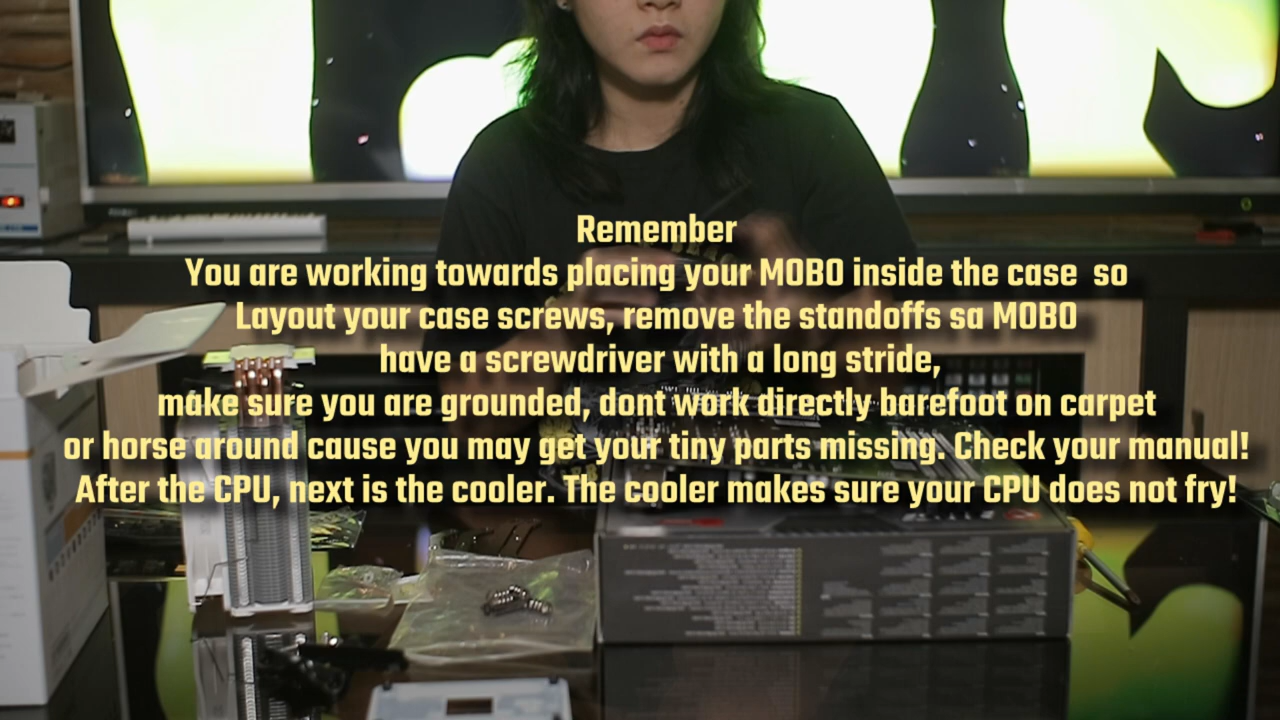 Remember
You are working towards placing your MOBO inside the case so
Layout your case screws, remove the standoffs sa MOBO
have a screwdriver with a long stride,
make sure you are grounded, dont work directly barefoot on carpet
or horse around cause you may get your tiny parts missing. Check your manual!
After the CPU, next is the cooler. The cooler makes sure your CPU does not fry!